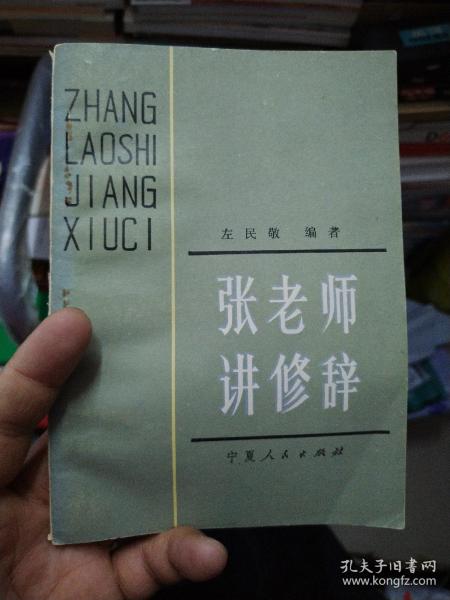 ZHANG
LAOSHI
JIANG
XIUCI
左民敬 编著
张老师
讲修辞
宁夏人民出版社
孔夫子旧书网
www.kongfz.com